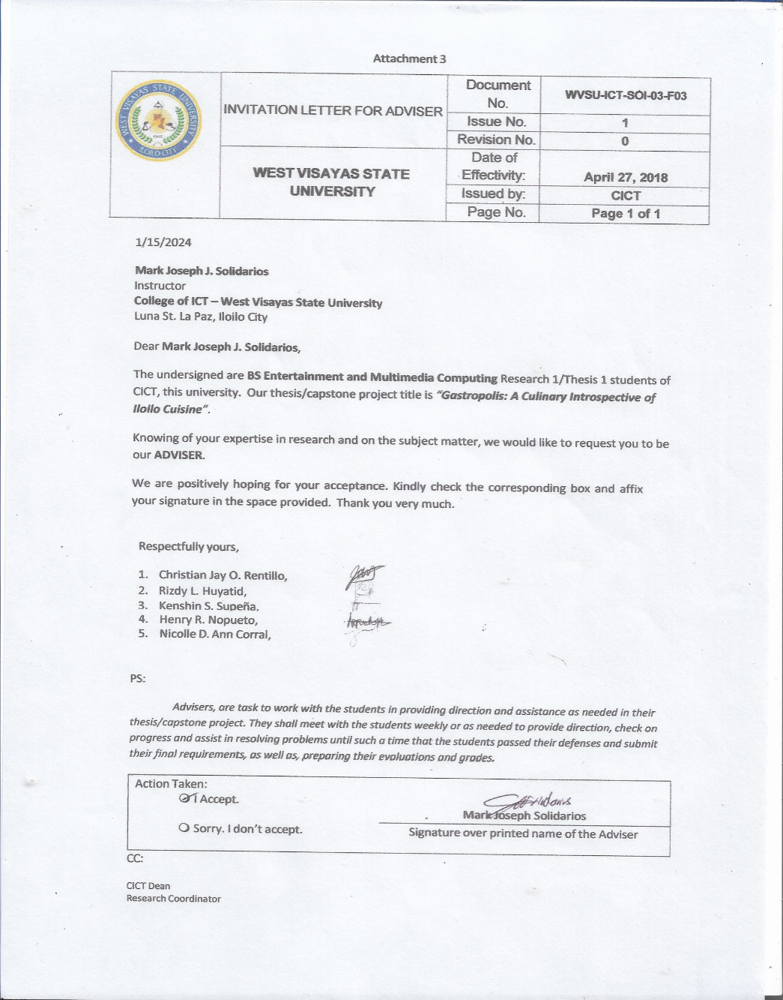 Attachment 3
WEST VISAYAS STATE UNIVERSITY
ILOILO CITY
INVITATION LETTER FOR ADVISER
Document No.
WVSU-ICT-SOI-03-F03
Issue No.
1
Revision No.
0
WEST VISAYAS STATE
UNIVERSITY
Date of
Effectivity:
April 27, 2018
Issued by:
CICT
Page No.
Page 1 of 1
1/15/2024
Mark Joseph J. Solidarios
Instructor
College of ICT – West Visayas State University
Luna St. La Paz, Iloilo City
Dear Mark Joseph J. Solidarios,
The undersigned are BS Entertainment and Multimedia Computing Research 1/Thesis 1 students of
CICT, this university. Our thesis/capstone project title is “Gastropolis: A Culinary Introspective of
Iloilo Cuisine”.
Knowing of your expertise in research and on the subject matter, we would like to request you to be
our ADVISER.
We are positively hoping for your acceptance. Kindly check the corresponding box and affix
your signature in the space provided. Thank you very much.
Respectfully yours,
1. Christian Jay O. Rentillo,
2. Rizdy L. Huyatid,
3. Kenshin S. Supeña,
4. Henry R. Nopueto,
5. Nicolle D. Ann Corral,
PS:
Advisers, are task to work with the students in providing direction and assistance as needed in their
thesis/capstone project. They shall meet with the students weekly or as needed to provide direction, check on
progress and assist in resolving problems until such a time that the students passed their defenses and submit
their final requirements, as well as, preparing their evaluations and grades.
Action Taken:
I Accept.
Mark Joseph Solidarios
Sorry. I don’t accept.
Signature over printed name of the Adviser
CC:
CICT Dean
Research Coordinator